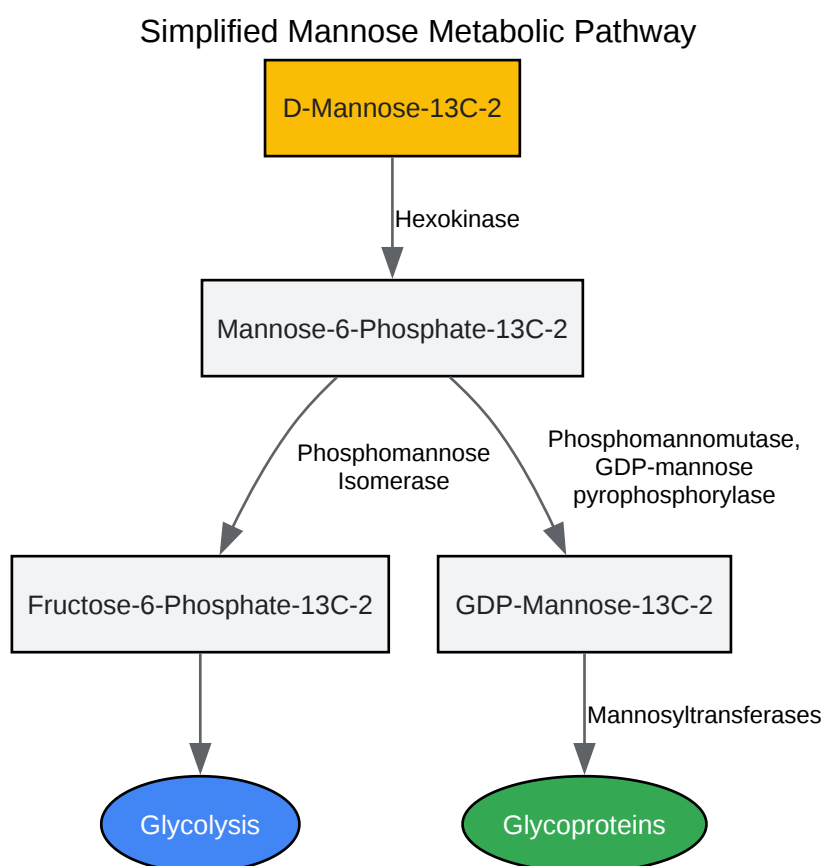 Simplified Mannose Metabolic Pathway
D-Mannose-13C-2
Hexokinase
Mannose-6-Phosphate-13C-2
Phosphomannose
Isomerase
Phosphomannomutase,
GDP-mannose
pyrophosphorylase
Fructose-6-Phosphate-13C-2
GDP-Mannose-13C-2
Mannosyltransferases
Glycolysis
Glycoproteins